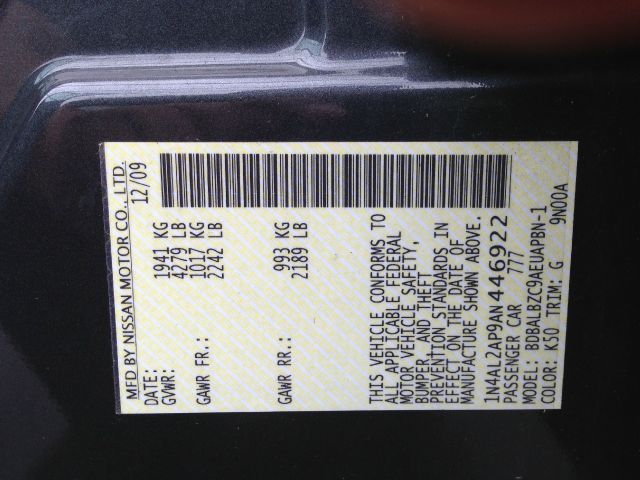 MFD BY NISSAN MOTOR CO., LTD.
DATE: 12/09
GVWR: 1941 KG
4279 LB
GAWR FR.: 1017 KG
2242 LB
GAWR RR.: 993 KG
2189 LB
THIS VEHICLE CONFORMS TO
ALL APPLICABLE FEDERAL
MOTOR VEHICLE SAFETY,
BUMPER, AND THEFT
PREVENTION STANDARDS IN
EFFECT ON THE DATE OF
MANUFACTURE SHOWN ABOVE.
1N4AL2AP9AN446922
PASSENGER CAR 777
MODEL: BDBALBZC9AEUAPBN-1
COLOR: K50 TRIM: G 9N00A